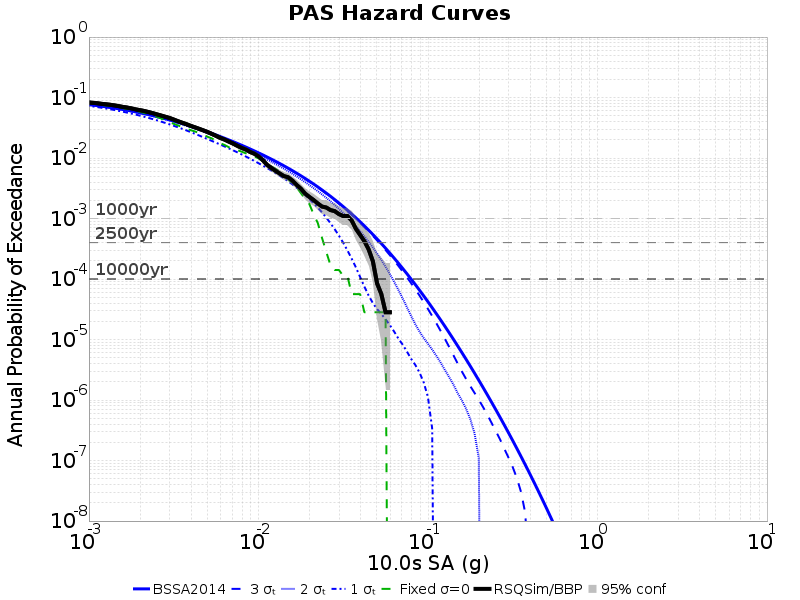 PAS Hazard Curves
10⁰
10⁻¹
10⁻²
10⁻³
10⁻⁴
10⁻⁵
10⁻⁶
10⁻⁷
10⁻⁸
Annual Probability of Exceedance
1000yr
2500yr
10000yr
10⁻³ 10⁻² 10⁻¹ 10⁰ 10¹
10.0s SA (g)
BSSA2014 3 σₜ 2 σₜ 1 σₜ Fixed σ=0 RSQSim/BBP 95% conf